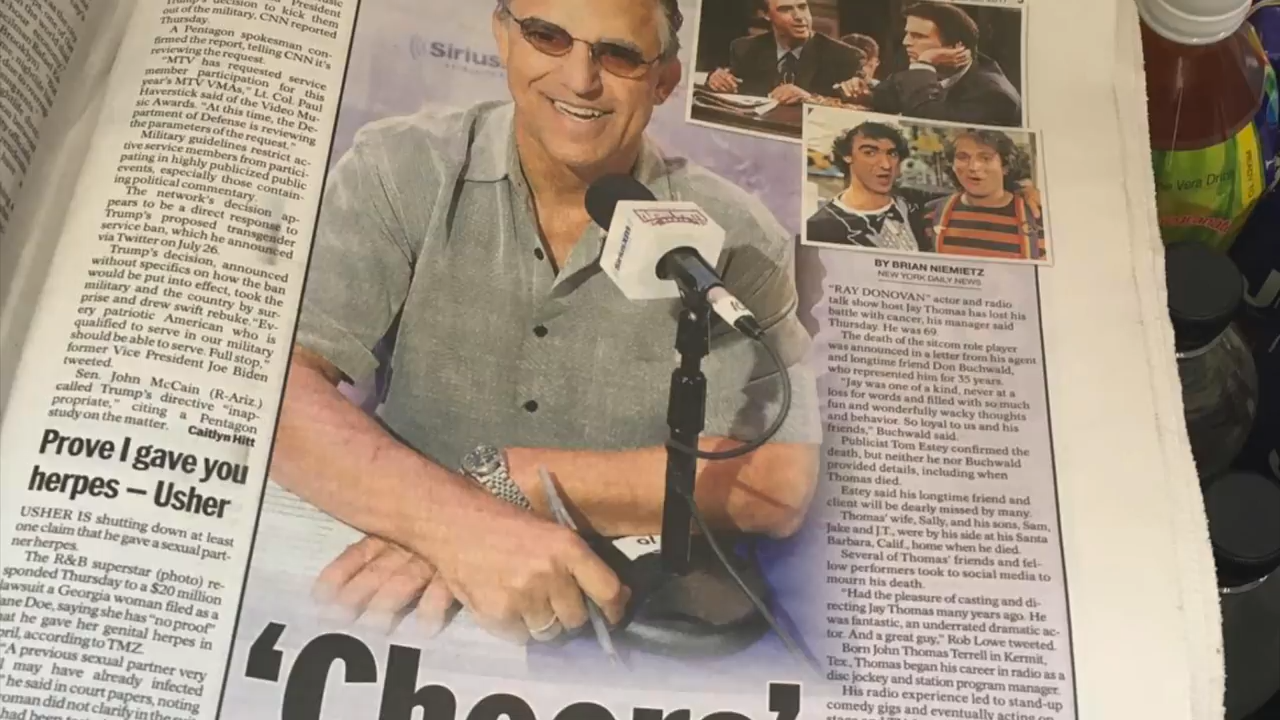 President
Trump's decision to kick them
out of the military, CNN reported
Thursday.
A Pentagon spokesman con-
firmed the report, telling CNN it's
reviewing the request.
"MTV has requested service
member participation for this
year's MTV VMAs," Lt. Col. Paul
Haverstick said of the Video Mu-
sic Awards. "At this time, the De-
partment of Defense is reviewing
the parameters of the request."
Military guidelines restrict ac-
tive service members from partici-
pating in highly publicized public
events, especially those contain-
ing political commentary.
The network's decision ap-
pears to be a direct response to
Trump's proposed transgender
service ban, which he announced
via Twitter on July 26.
Trump's decision, announced
without specifics on how the ban
would be put into effect, took the
military and the country by sur-
prise and drew swift rebuke. "Ev-
ery patriotic American who is
qualified to serve in our military
should be able to serve. Full stop,"
former Vice President Joe Biden
tweeted.
Sen. John McCain (R-Ariz.)
called Trump's directive "inap-
propriate," citing a Pentagon
study on the matter. Caitlyn Hitt
Prove I gave you
herpes – Usher
USHER IS shutting down at least
one claim that he gave a sexual part-
ner herpes.
The R&B superstar (photo) re-
sponded Thursday to a $20 million
lawsuit a Georgia woman filed as a
ane Doe, saying she has "no proof"
at he gave her genital herpes in
pril, according to TMZ.
"A previous sexual partner very
may have already infected
" he said in court papers, noting
oman did not clarify in the
had been
Sirius
siriusxm
'Cheers'
BY BRIAN NIEMIETZ
NEW YORK DAILY NEWS
"RAY DONOVAN" actor and radio
talk show host Jay Thomas has lost his
battle with cancer, his manager said
Thursday. He was 69.
The death of the sitcom role player
was announced in a letter from his agent
and longtime friend Don Buchwald,
who represented him for 35 years.
"Jay was one of a kind, never at a
loss for words and filled with so much
fun and wonderfully wacky thoughts
and behavior. So loyal to us and his
friends," Buchwald said.
Publicist Tom Estey confirmed the
death, but neither he nor Buchwald
provided details, including when
Thomas died.
Estey said his longtime friend and
client will be dearly missed by many.
Thomas' wife, Sally, and his sons, Sam,
Jake and J.T., were by his side at his Santa
Barbara, Calif., home when he died.
Several of Thomas' friends and fel-
low performers took to social media to
mourn his death.
"Had the pleasure of casting and di-
recting Jay Thomas many years ago. He
was fantastic, an underrated dramatic ac-
tor. And a great guy," Rob Lowe tweeted.
Born John Thomas Terrell in Kermit,
Tex., Thomas began his career in radio as a
disc jockey and station program manager.
His radio experience led to stand-up
comedy gigs and eventually acting on
Vera Drink